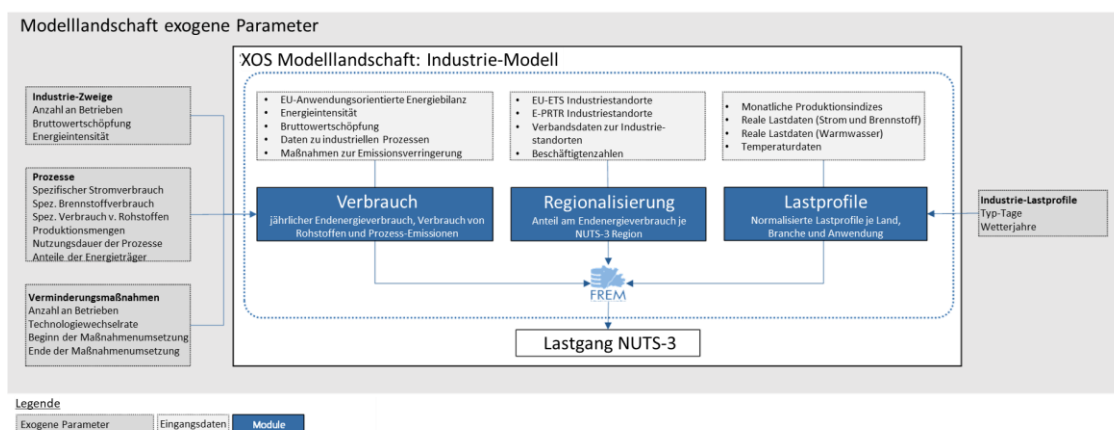 Modelllandschaft exogene Parameter
XOS Modelllandschaft: Industrie-Modell
Industrie-Zweige
Anzahl an Betrieben
Bruttowertschöpfung
Energieintensität
Prozesse
Spezifischer Stromverbrauch
Spez. Brennstoffverbrauch
Spez. Verbrauch v. Rohstoffen
Produktionsmengen
Nutzungsdauer der Prozesse
Anteile der Energieträger
Verminderungsmaßnahmen
Anzahl an Betrieben
Technologiewechselrate
Beginn der Maßnahmenumsetzung
Ende der Maßnahmenumsetzung
• EU-Anwendungsorientierte Energiebilanz
• Energieintensität
• Bruttowertschöpfung
• Daten zu industriellen Prozessen
• Maßnahmen zur Emissionsverringerung
• EU-ETS Industriestandorte
• E-PRTR Industriestandorte
• Verbandsdaten zur Industrie-
standorten
• Beschäftigtenzahlen
• Monatliche Produktionsindizes
• Reale Lastdaten (Strom und Brennstoff)
• Reale Lastdaten (Warmwasser)
• Temperaturdaten
Verbrauch
jährlicher Endenergieverbrauch, Verbrauch von
Rohstoffen und Prozess-Emissionen
Regionalisierung
Anteil am Endenergieverbrauch je
NUTS-3 Region
Lastprofile
Normalisierte Lastprofile je Land,
Branche und Anwendung
Industrie-Lastprofile
Typ-Tage
Wetterjahre
FREM
Lastgang NUTS-3
Legende
Exogene Parameter
Eingangsdaten
Module